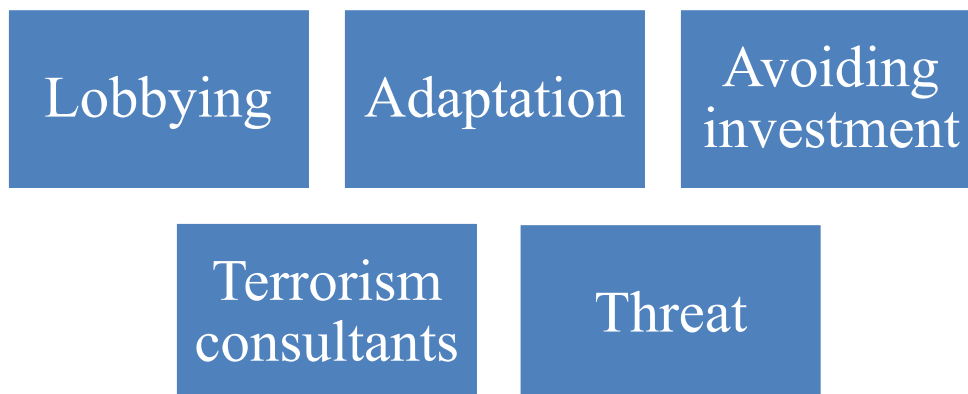 Lobbying
Adaptation
Avoiding
investment
Terrorism
consultants
Threat